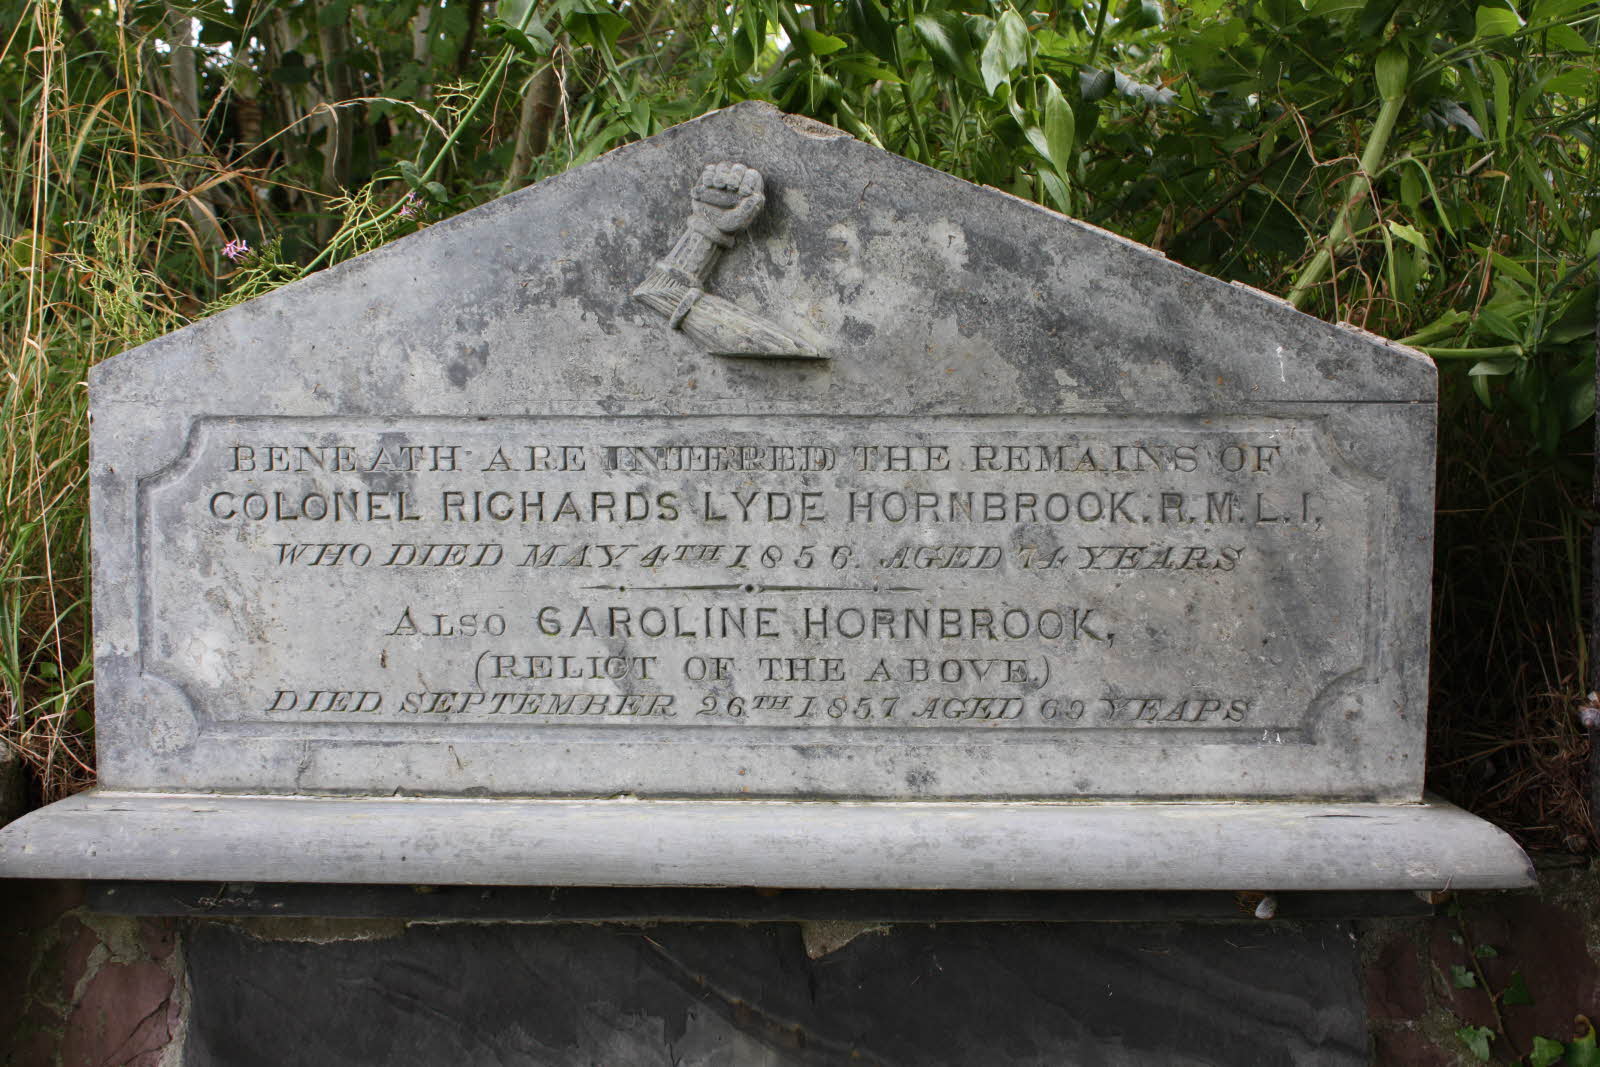 BENEATH ARE INTERRED THE REMAINS OF
COLONEL RICHARDS LYDE HORNBROOK. R.M.L.I,
WHO DIED MAY 4TH 1856. AGED 74 YEARS
ALSO CAROLINE HORNBROOK,
(RELICT OF THE ABOVE.)
DIED SEPTEMBER 26TH 1857 AGED 69 YEARS